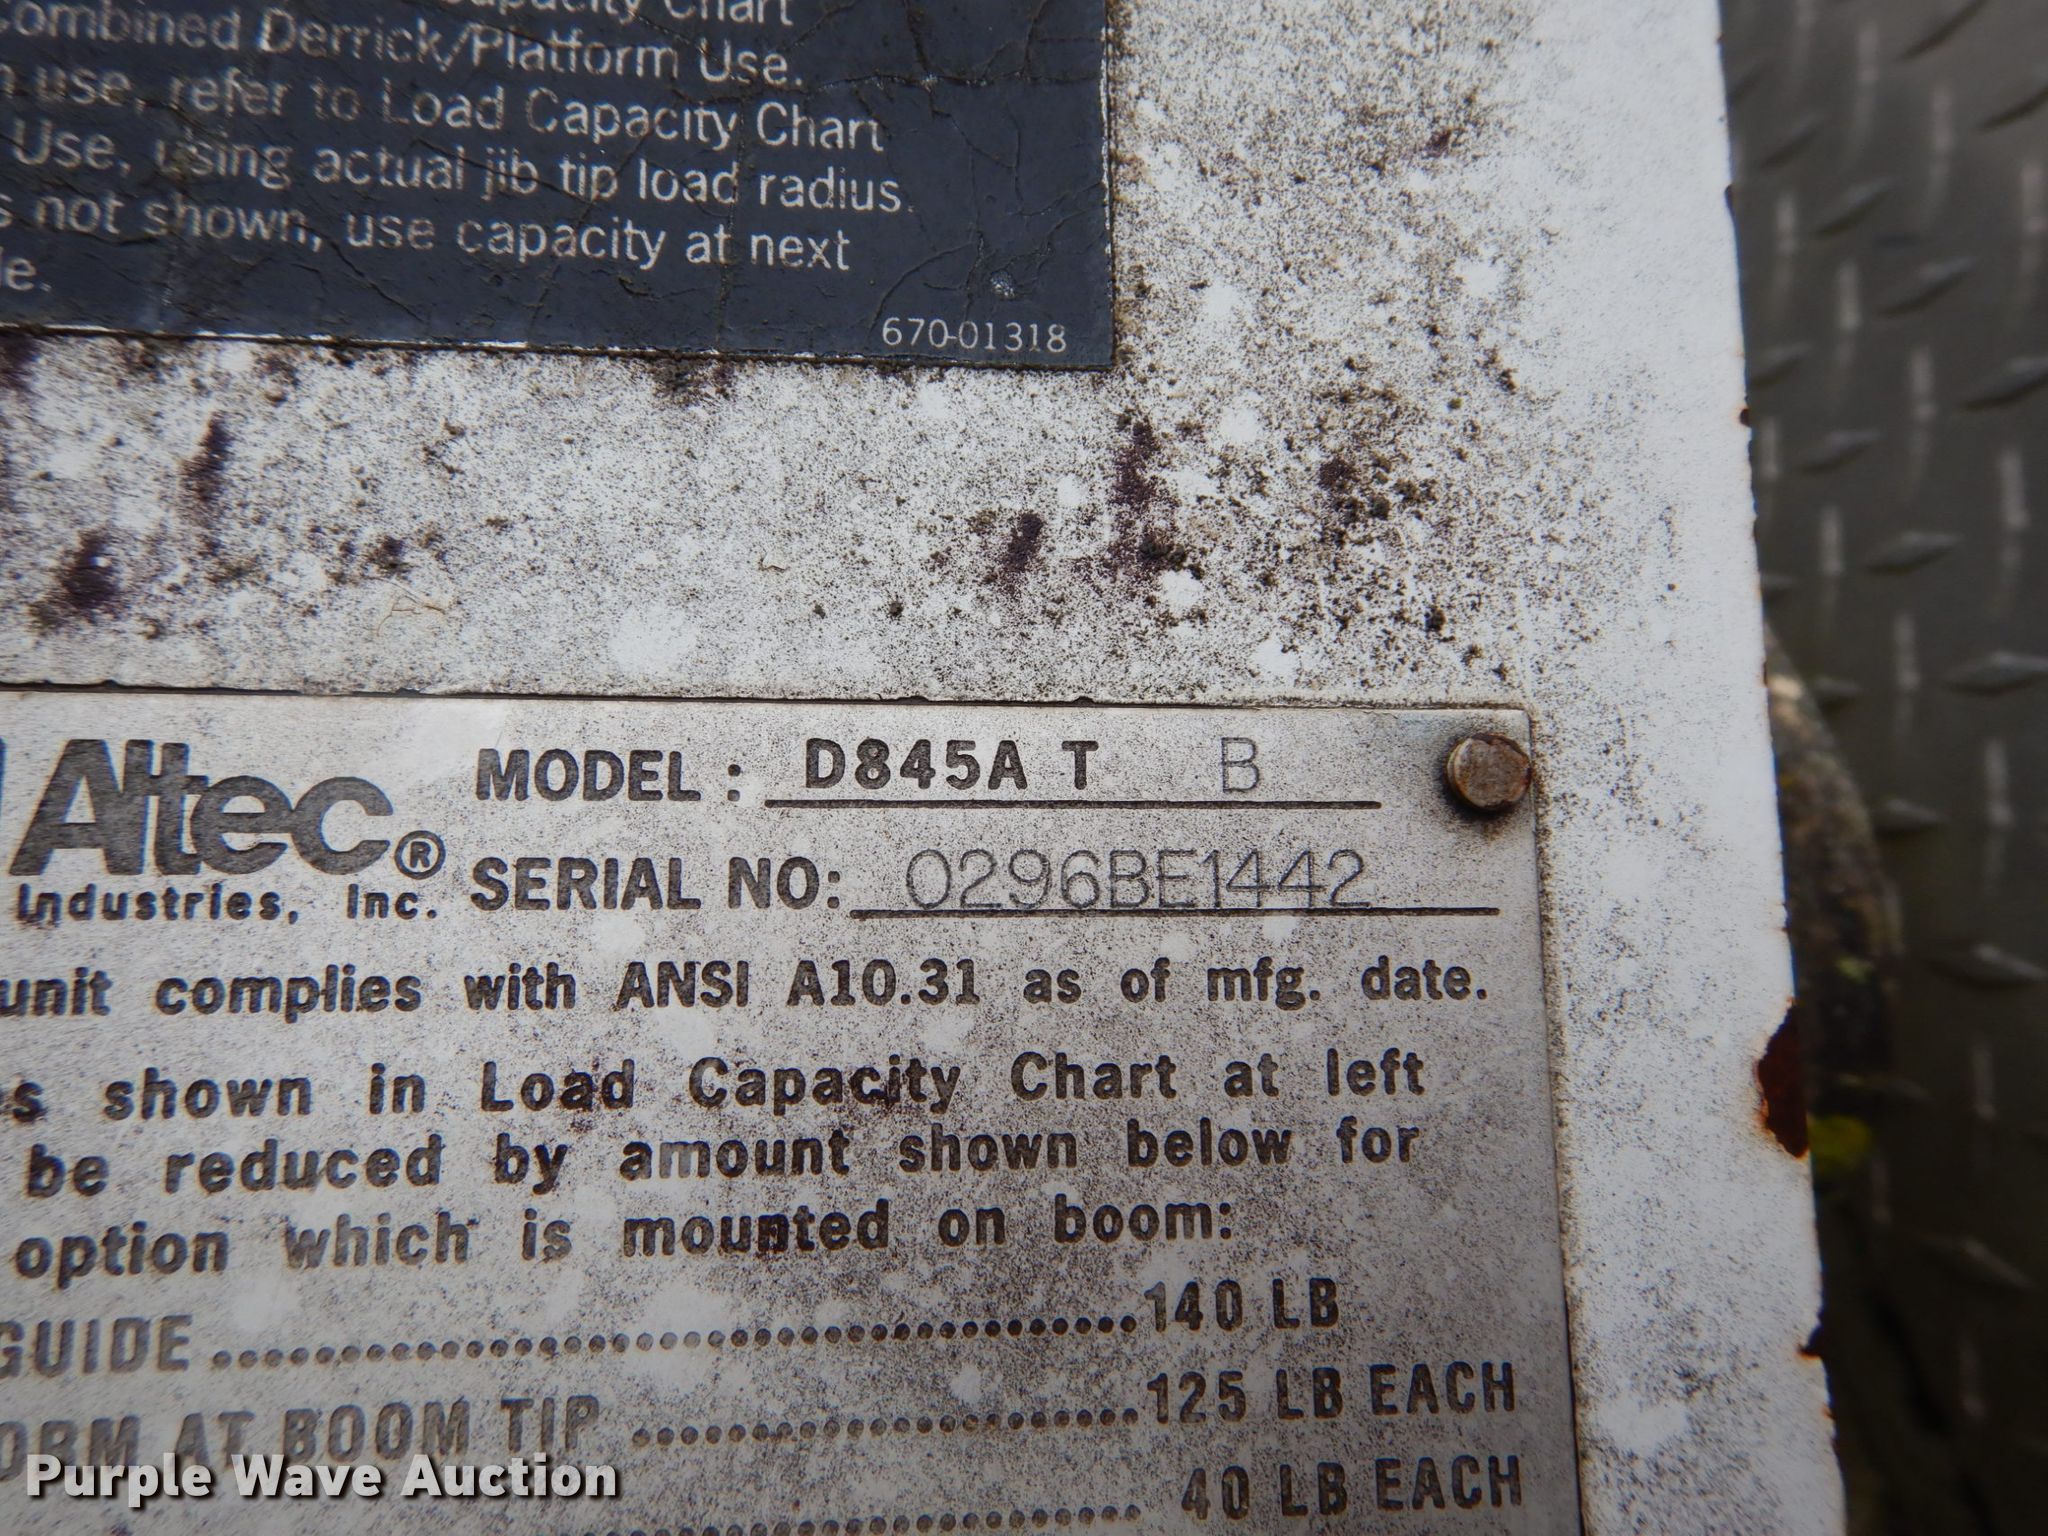 Capacity Chart
ombined Derrick/Platform Use.
use, refer to Load Capacity Chart
Use, using actual jib tip load radius.
s not shown, use capacity at next
le.
670-01318
Altec®
Industries, Inc.
MODEL: D845A T B
SERIAL NO: 0296BE1442
unit complies with ANSI A10.31 as of mfg. date.
es shown in Load Capacity Chart at left
be reduced by amount shown below for
option which is mounted on boom:
GUIDE 140 LB
ORM AT BOOM TIP 125 LB EACH
40 LB EACH
Purple Wave Auction